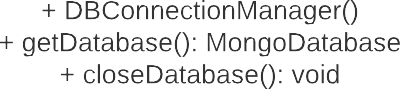 + DBConnectionManager()
+ getDatabase(): MongoDatabase
+ closeDatabase(): void